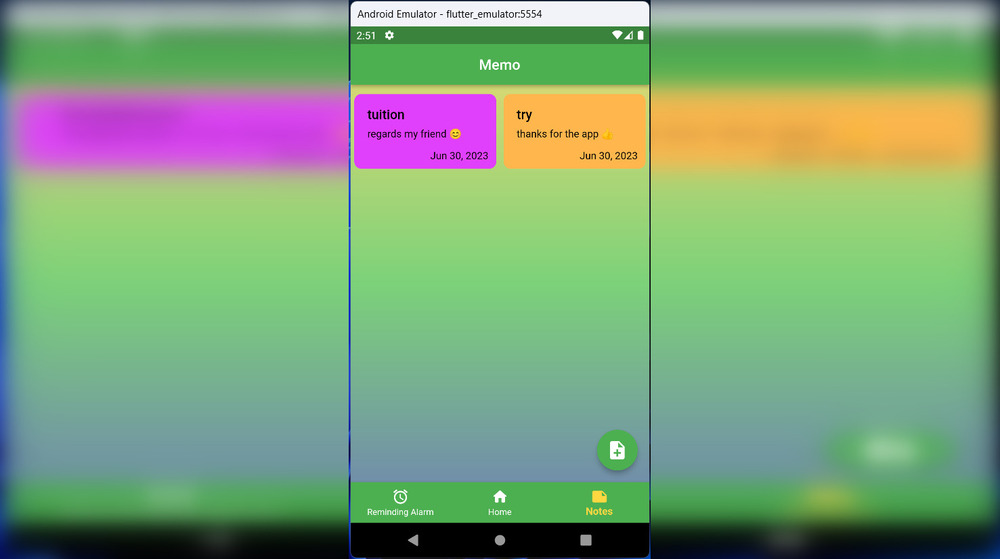 Android Emulator - flutter_emulator:5554
2:51
Memo
tuition
regards my friend 😊
Jun 30, 2023
try
thanks for the app 👍
Jun 30, 2023
Reminding Alarm
Home
Notes